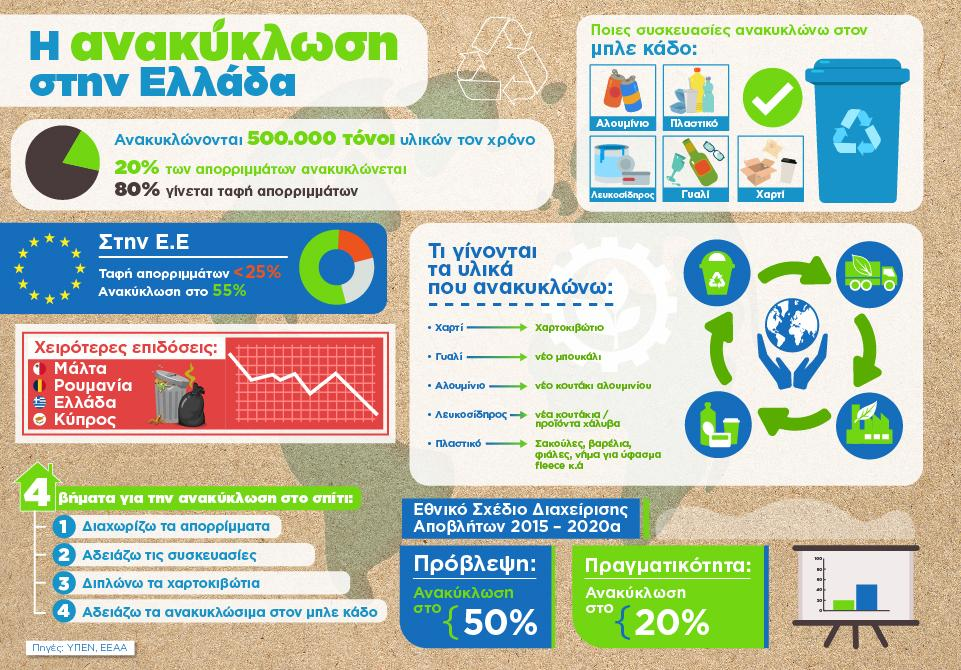 Η ανακύκλωση
στην Ελλάδα
Ανακυκλώνονται 500.000 τόνοι υλικών τον χρόνο
20% των απορριμμάτων ανακυκλώνεται
80% γίνεται ταφή απορριμμάτων
Ποιες συσκευασίες ανακυκλώνω στον
μπλε κάδο:
Αλουμίνιο
Πλαστικό
Λευκοσίδηρος
Γυαλί
Χαρτί
Στην Ε.Ε
Ταφή απορριμμάτων <25%
Ανακύκλωση στο 55%
Χειρότερες επιδόσεις:
Μάλτα
Ρουμανία
Ελλάδα
Κύπρος
Τι γίνονται
τα υλικά
που ανακυκλώνω:
• Χαρτί Χαρτοκιβώτιο
• Γυαλί νέο μπουκάλι
• Αλουμίνιο νέο κουτάκι αλουμινίου
• Λευκοσίδηρος νέα κουτάκια /
προϊόντα χάλυβα
• Πλαστικό Σακούλες, βαρέλια,
φιάλες, νήμα για ύφασμα
fleece κ.ά
4 βήματα για την ανακύκλωση στο σπίτι:
1 Διαχωρίζω τα απορρίμματα
2 Αδειάζω τις συσκευασίες
3 Διπλώνω τα χαρτοκιβώτια
4 Αδειάζω τα ανακυκλώσιμα στον μπλε κάδο
Πηγές: ΥΠΕΝ, ΕΕΑΑ
Εθνικό Σχέδιο Διαχείρισης
Αποβλήτων 2015 – 2020α
Πρόβλεψη:
Ανακύκλωση
στο { 50%
Πραγματικότητα:
Ανακύκλωση
στο { 20%
100
80
60
40
20
0